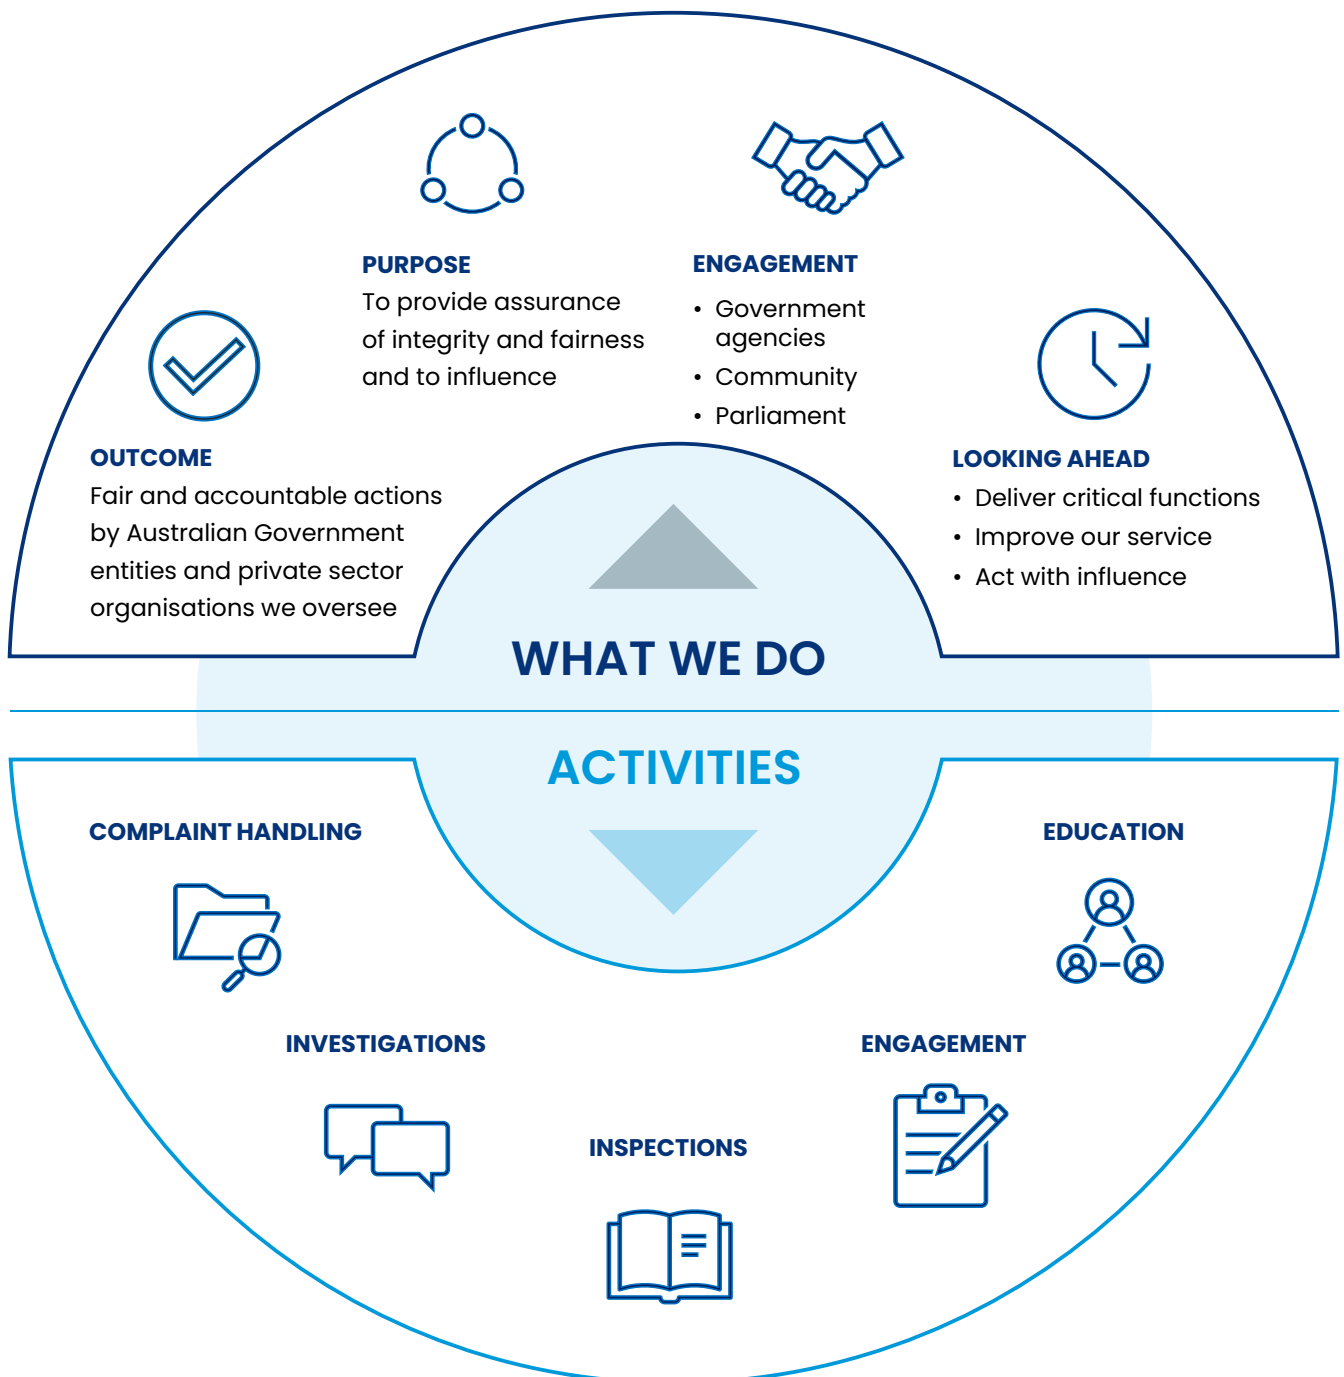 PURPOSE
To provide assurance
of integrity and fairness
and to influence
ENGAGEMENT
• Government
agencies
• Community
• Parliament
OUTCOME
Fair and accountable actions
by Australian Government
entities and private sector
organisations we oversee
LOOKING AHEAD
• Deliver critical functions
• Improve our service
• Act with influence
WHAT WE DO
ACTIVITIES
COMPLAINT HANDLING
EDUCATION
INVESTIGATIONS
ENGAGEMENT
INSPECTIONS